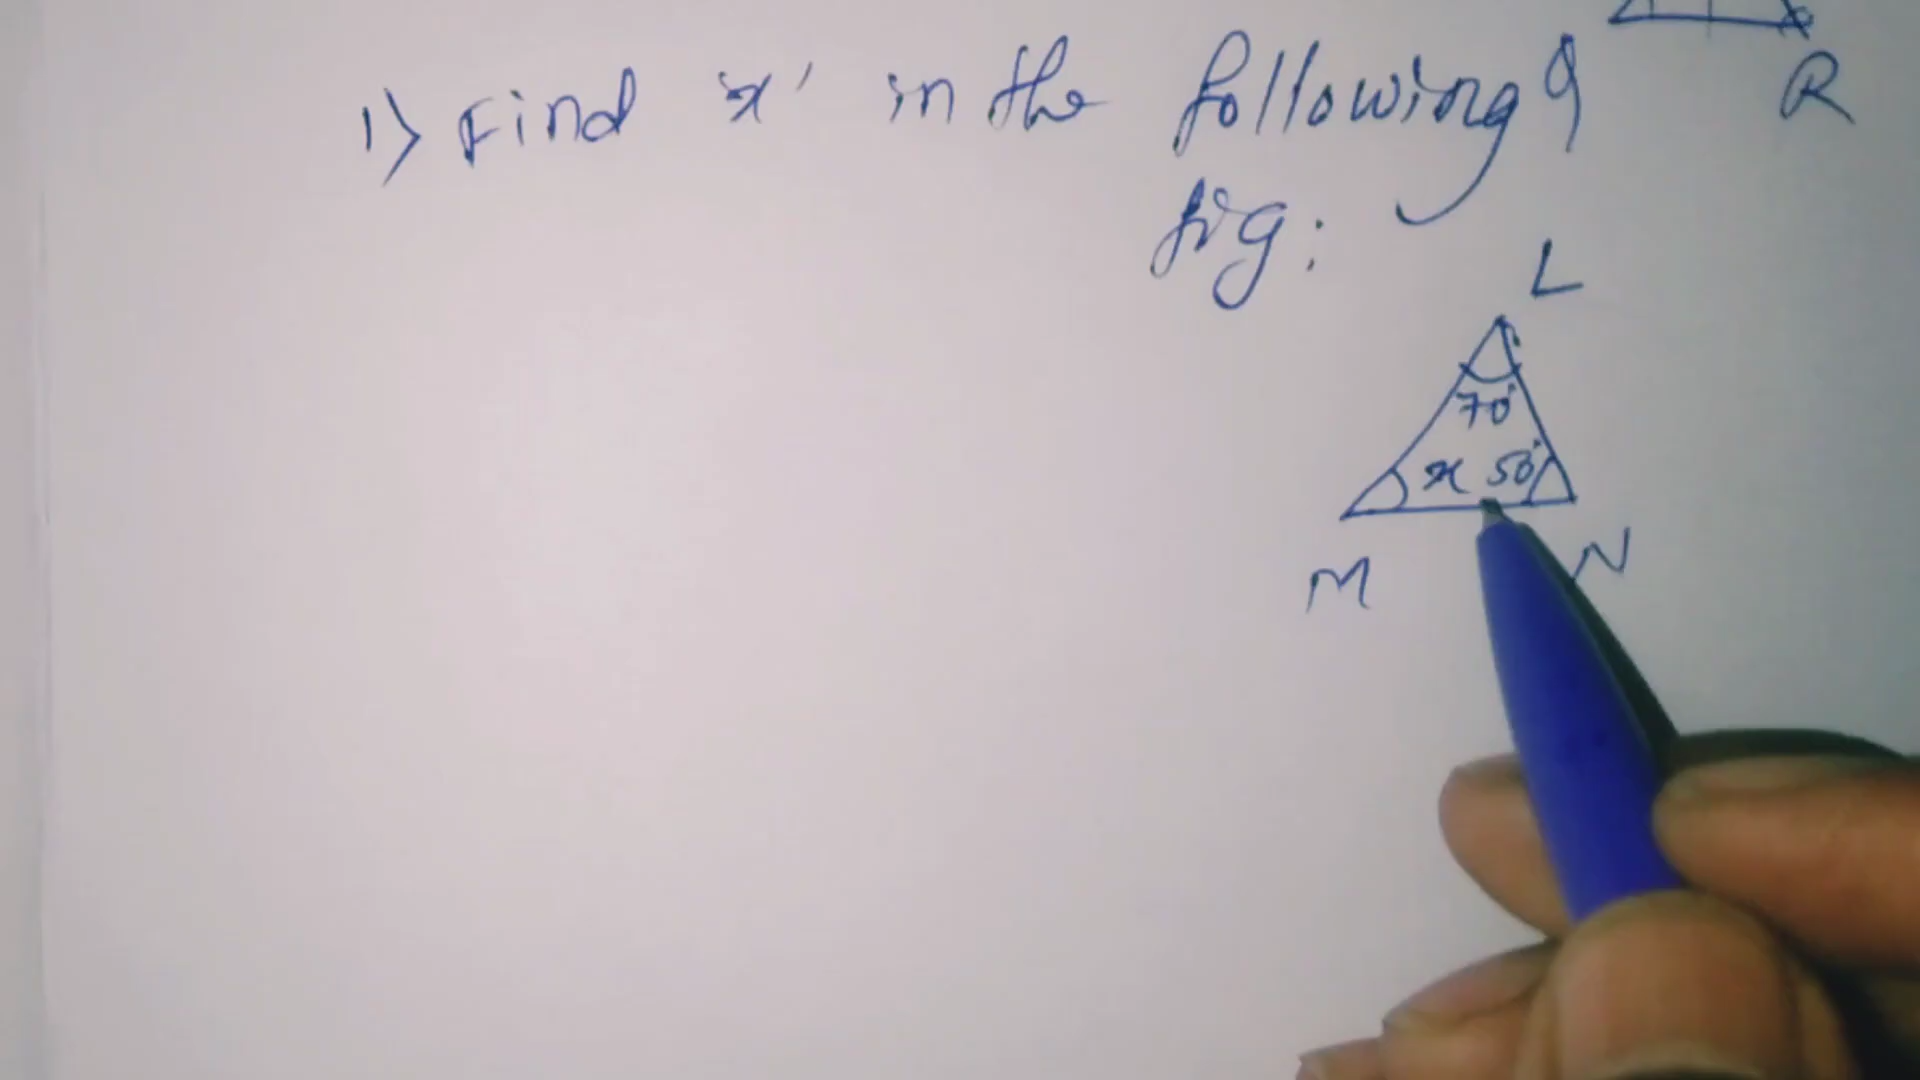 Q
R
1) Find 'x' in the following
fig:
L
70°
x 50°
M N